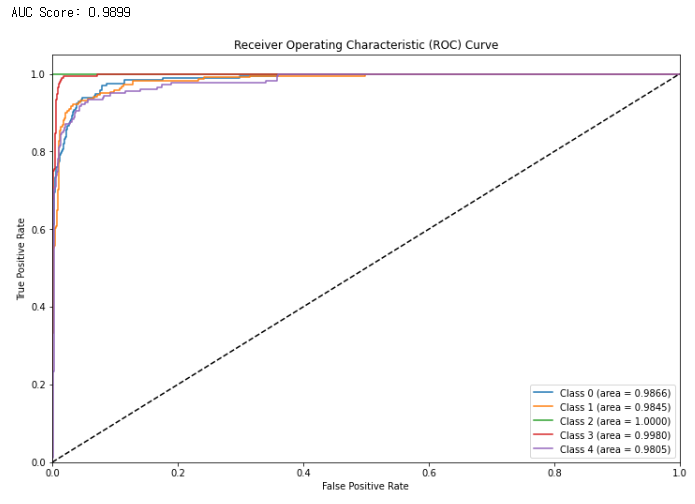 AUC Score: 0.9899
Receiver Operating Characteristic (ROC) Curve
1.0
0.8
0.6
0.4
0.2
0.0
True Positive Rate
0.0 0.2 0.4 0.6 0.8 1.0
False Positive Rate
Class 0 (area = 0.9866)
Class 1 (area = 0.9845)
Class 2 (area = 1.0000)
Class 3 (area = 0.9980)
Class 4 (area = 0.9805)